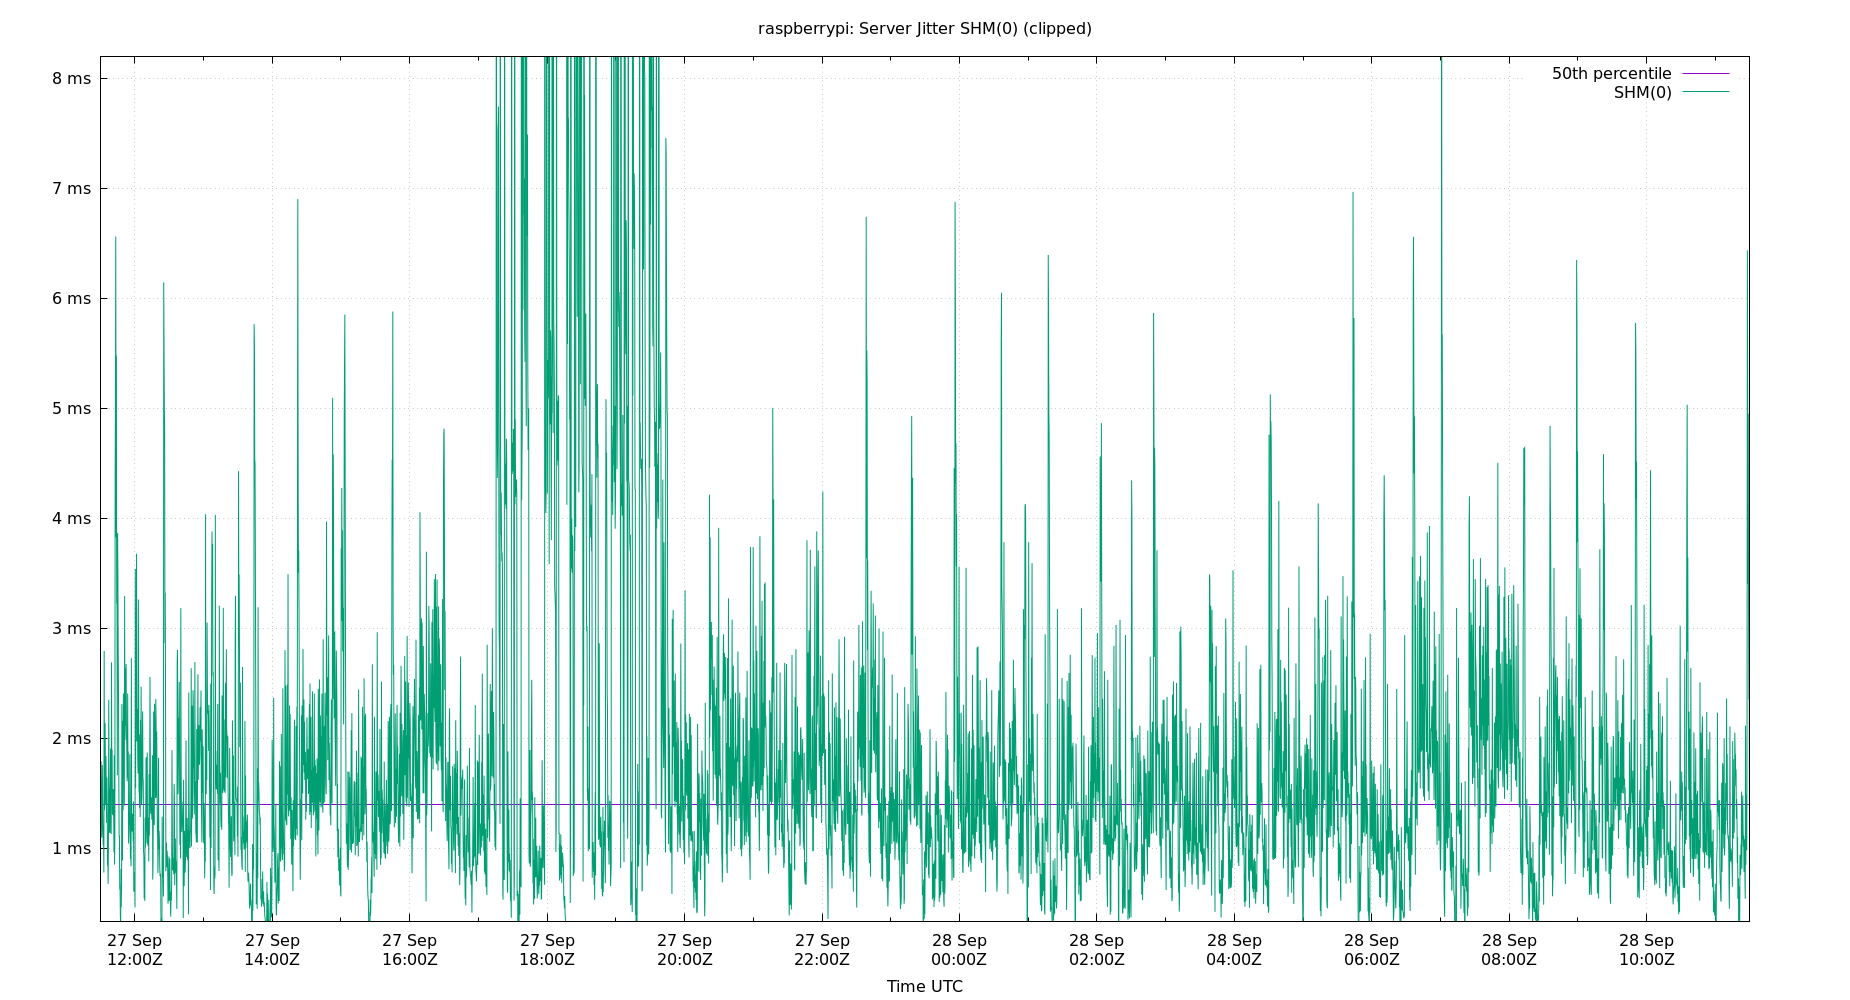 raspberrypi: Server Jitter SHM(0) (clipped)
50th percentile
SHM(0)
8 ms
7 ms
6 ms
5 ms
4 ms
3 ms
2 ms
1 ms
27 Sep 27 Sep 27 Sep 27 Sep 27 Sep 27 Sep 28 Sep 28 Sep 28 Sep 28 Sep 28 Sep 28 Sep
12:00Z 14:00Z 16:00Z 18:00Z 20:00Z 22:00Z 00:00Z 02:00Z 04:00Z 06:00Z 08:00Z 10:00Z
Time UTC